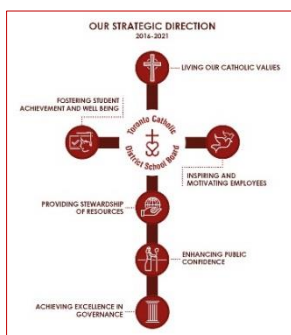 OUR STRATEGIC DIRECTION
2016-2021
LIVING OUR CATHOLIC VALUES
FOSTERING STUDENT
ACHIEVEMENT AND WELL BEING
Toronto Catholic
District School Board
INSPIRING AND
MOTIVATING EMPLOYEES
PROVIDING STEWARDSHIP
OF RESOURCES
ENHANCING PUBLIC
CONFIDENCE
ACHIEVING EXCELLENCE IN
GOVERNANCE